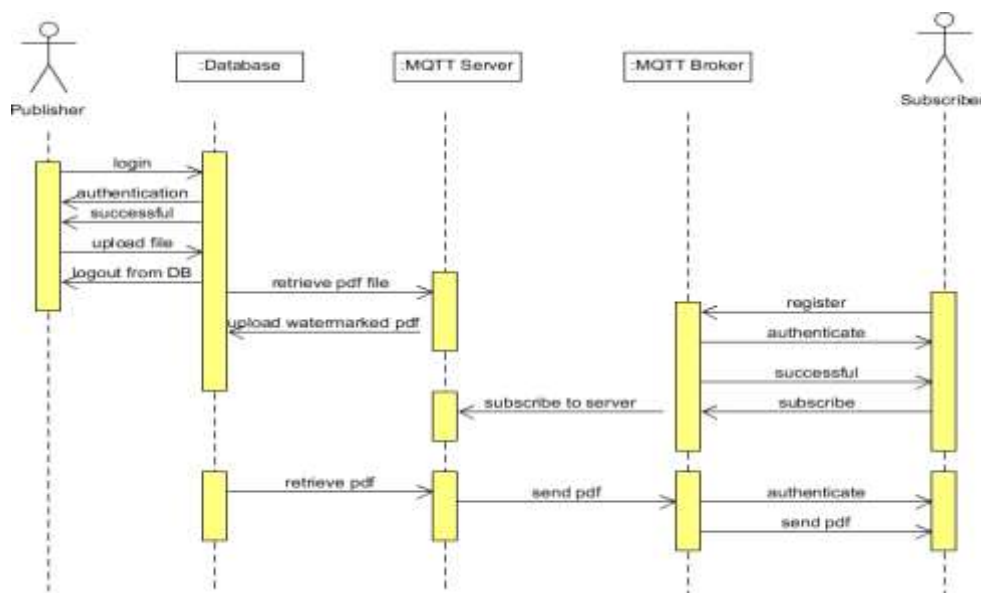 :Database
:MQTT Server
:MQTT Broker
Publisher
Subscriber
login
authentication
successful
upload file
logout from DB
retrieve pdf file
register
upload watermarked pdf
authenticate
successful
subscribe to server
subscribe
retrieve pdf
send pdf
authenticate
send pdf